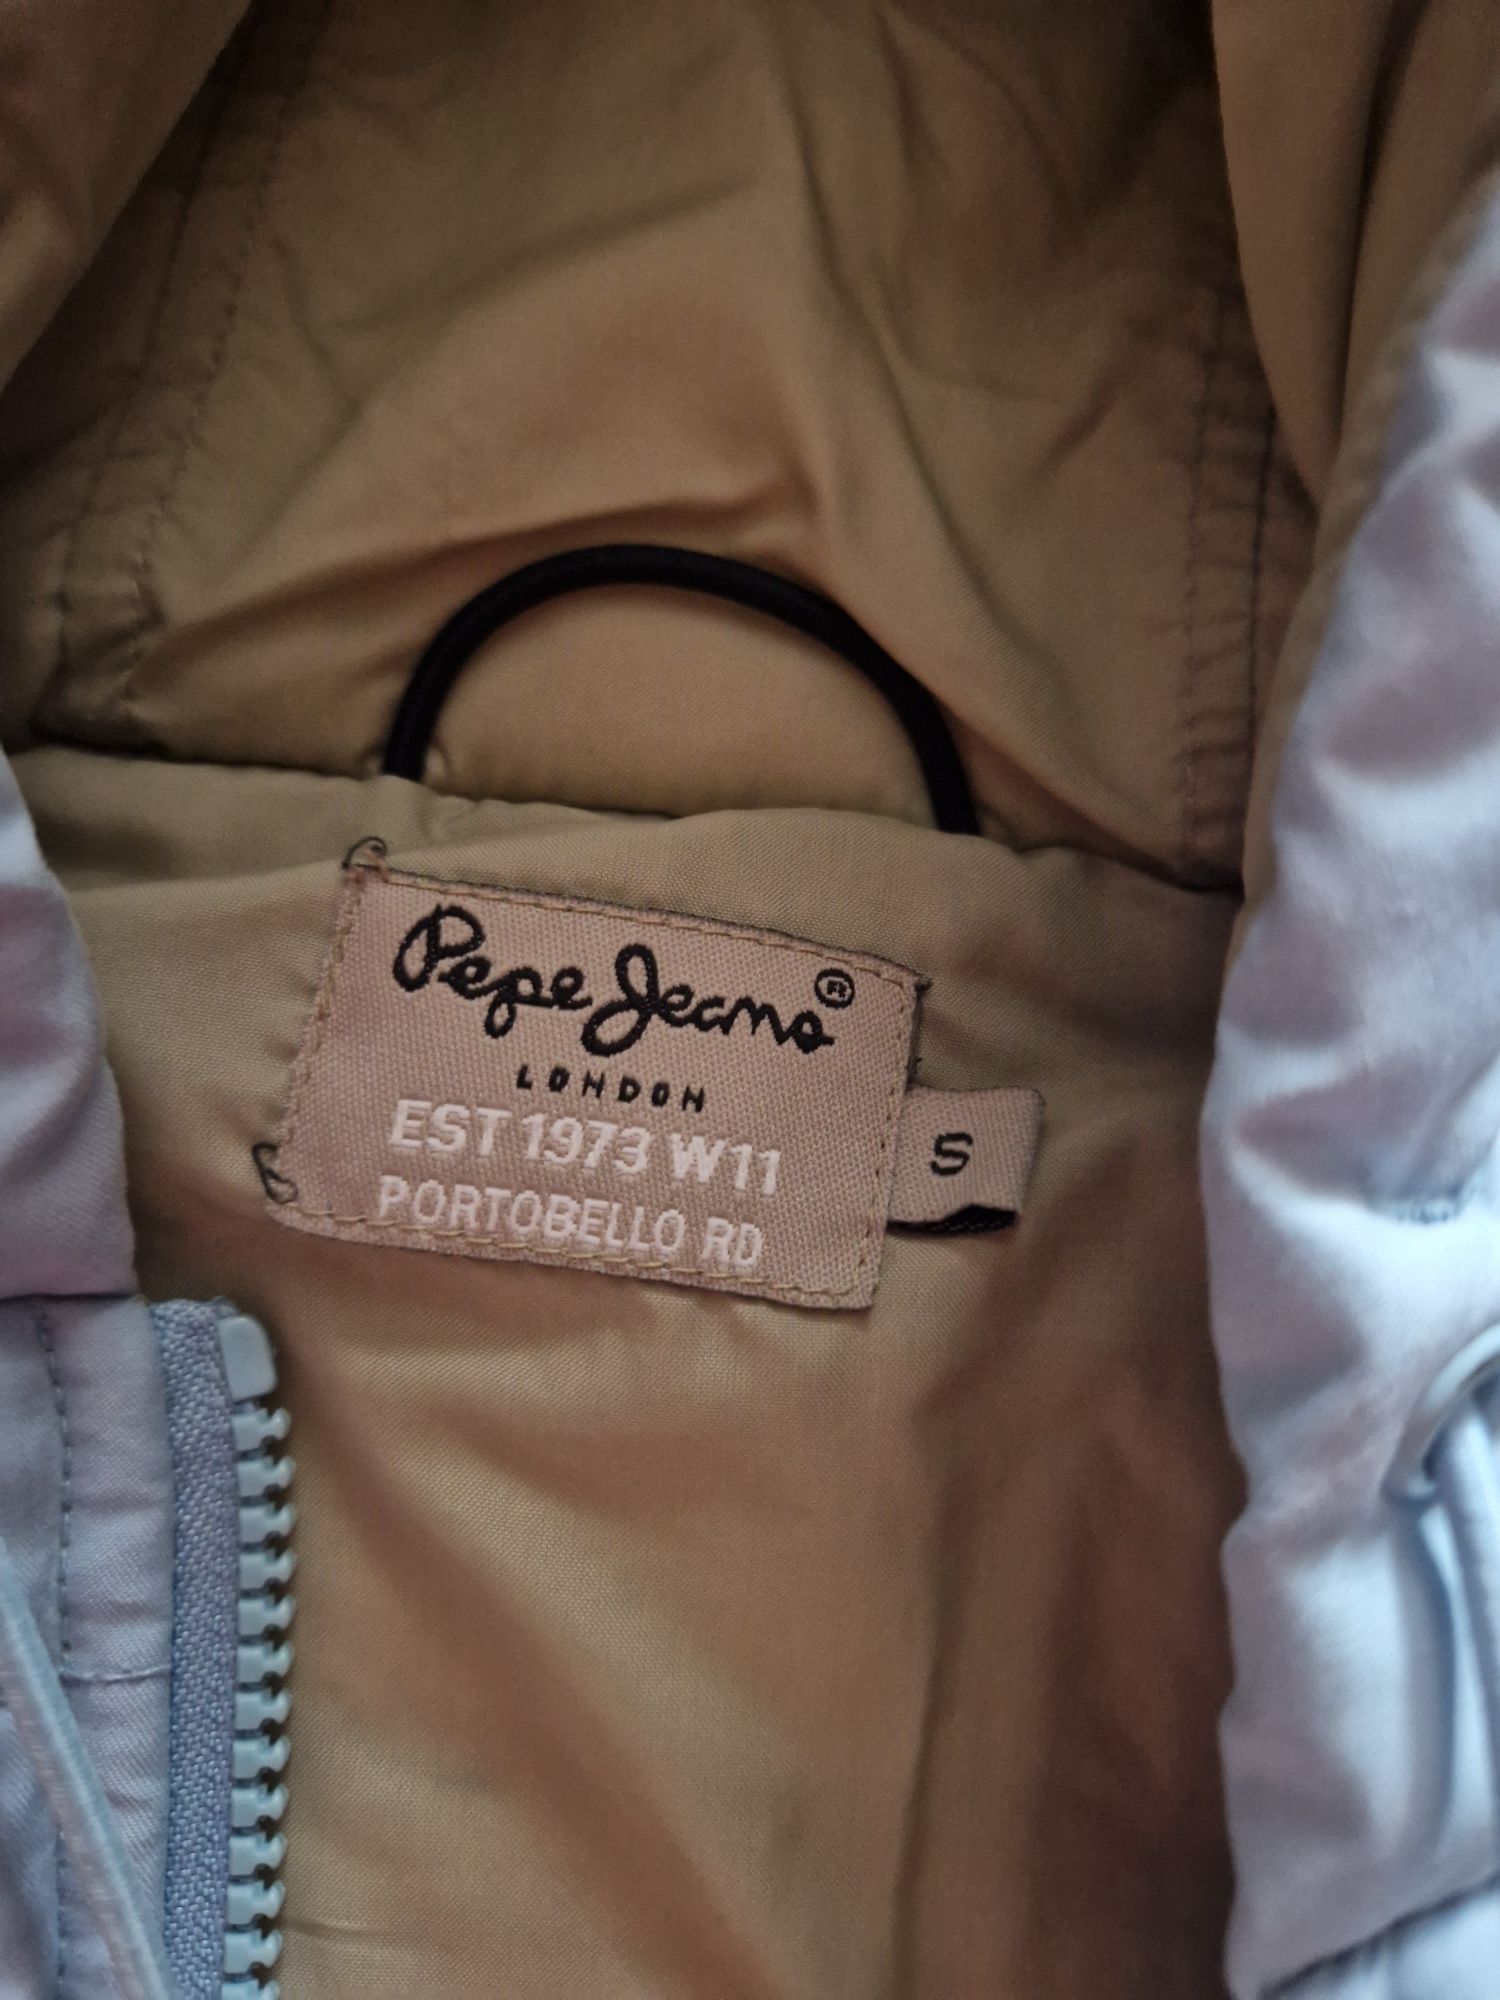 Pepe Jeans®
LONDON
EST 1973 W11
PORTOBELLO RD
S